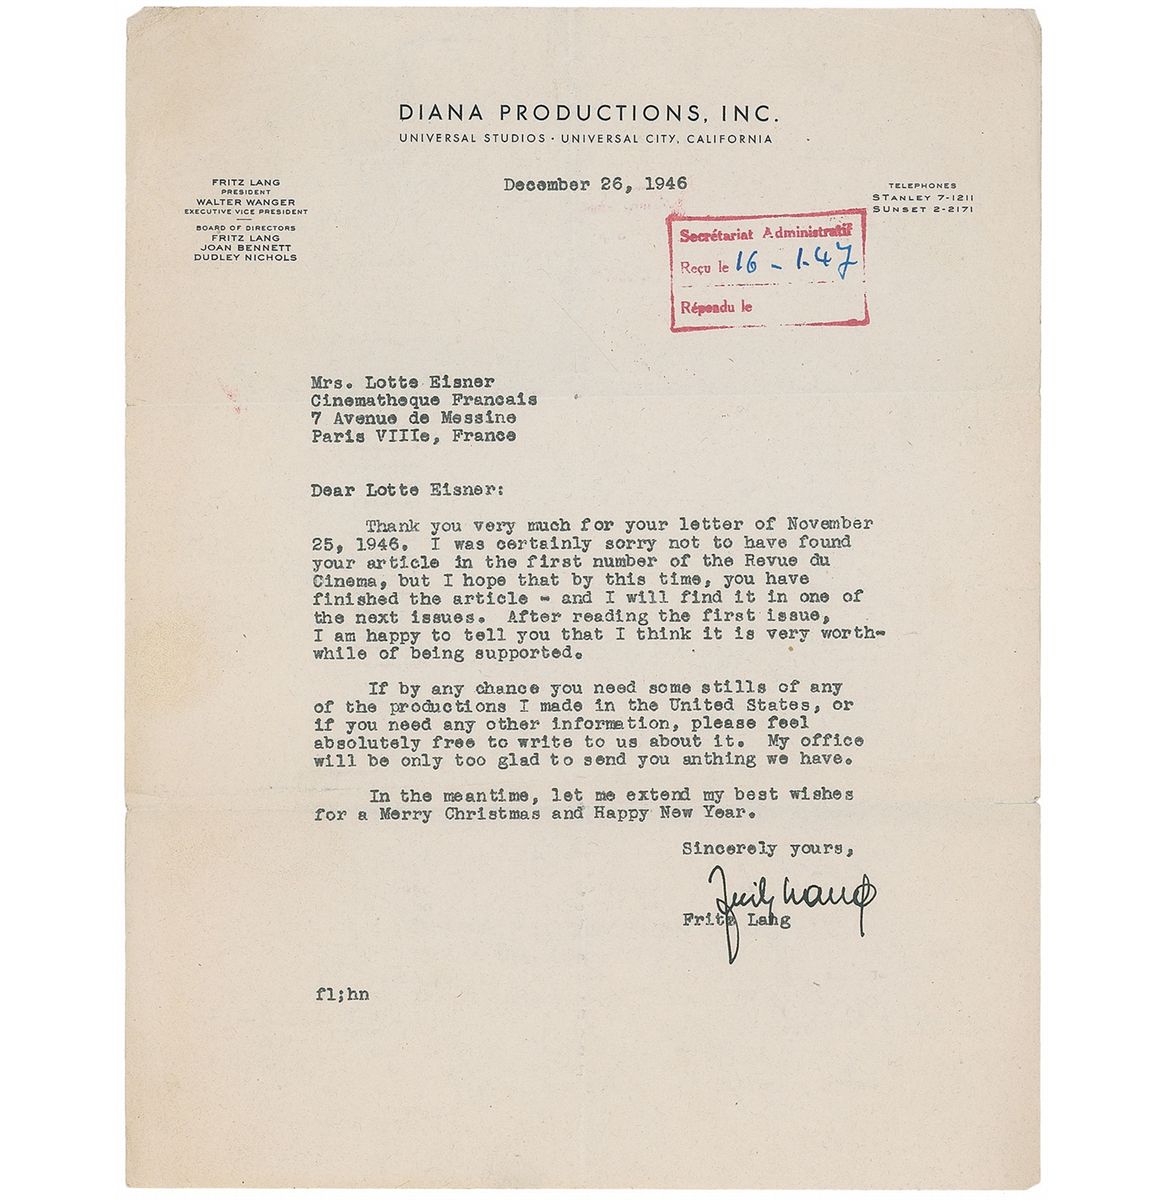 DIANA PRODUCTIONS, INC.
UNIVERSAL STUDIOS · UNIVERSAL CITY, CALIFORNIA
FRITZ LANG
PRESIDENT
WALTER WANGER
EXECUTIVE VICE PRESIDENT
BOARD OF DIRECTORS
FRITZ LANG
JOAN BENNETT
DUDLEY NICHOLS
December 26, 1946
TELEPHONES
STANLEY 7-1211
SUNSET 2-2171
Secrétariat Administratif
Reçu le 16 - 1-47
Répondu le
Mrs. Lotte Eisner
Cinematheque Francais
7 Avenue de Messine
Paris VIIIe, France
Dear Lotte Eisner:
Thank you very much for your letter of November
25, 1946. I was certainly sorry not to have found
your article in the first number of the Revue du
Cinema, but I hope that by this time, you have
finished the article - and I will find it in one of
the next issues. After reading the first issue,
I am happy to tell you that I think it is very worth-
while of being supported.
If by any chance you need some stills of any
of the productions I made in the United States, or
if you need any other information, please feel
absolutely free to write to us about it. My office
will be only too glad to send you anthing we have.
In the meantime, let me extend my best wishes
for a Merry Christmas and Happy New Year.
Sincerely yours,
Fritz Lang
Fritz Lang
fl;hn